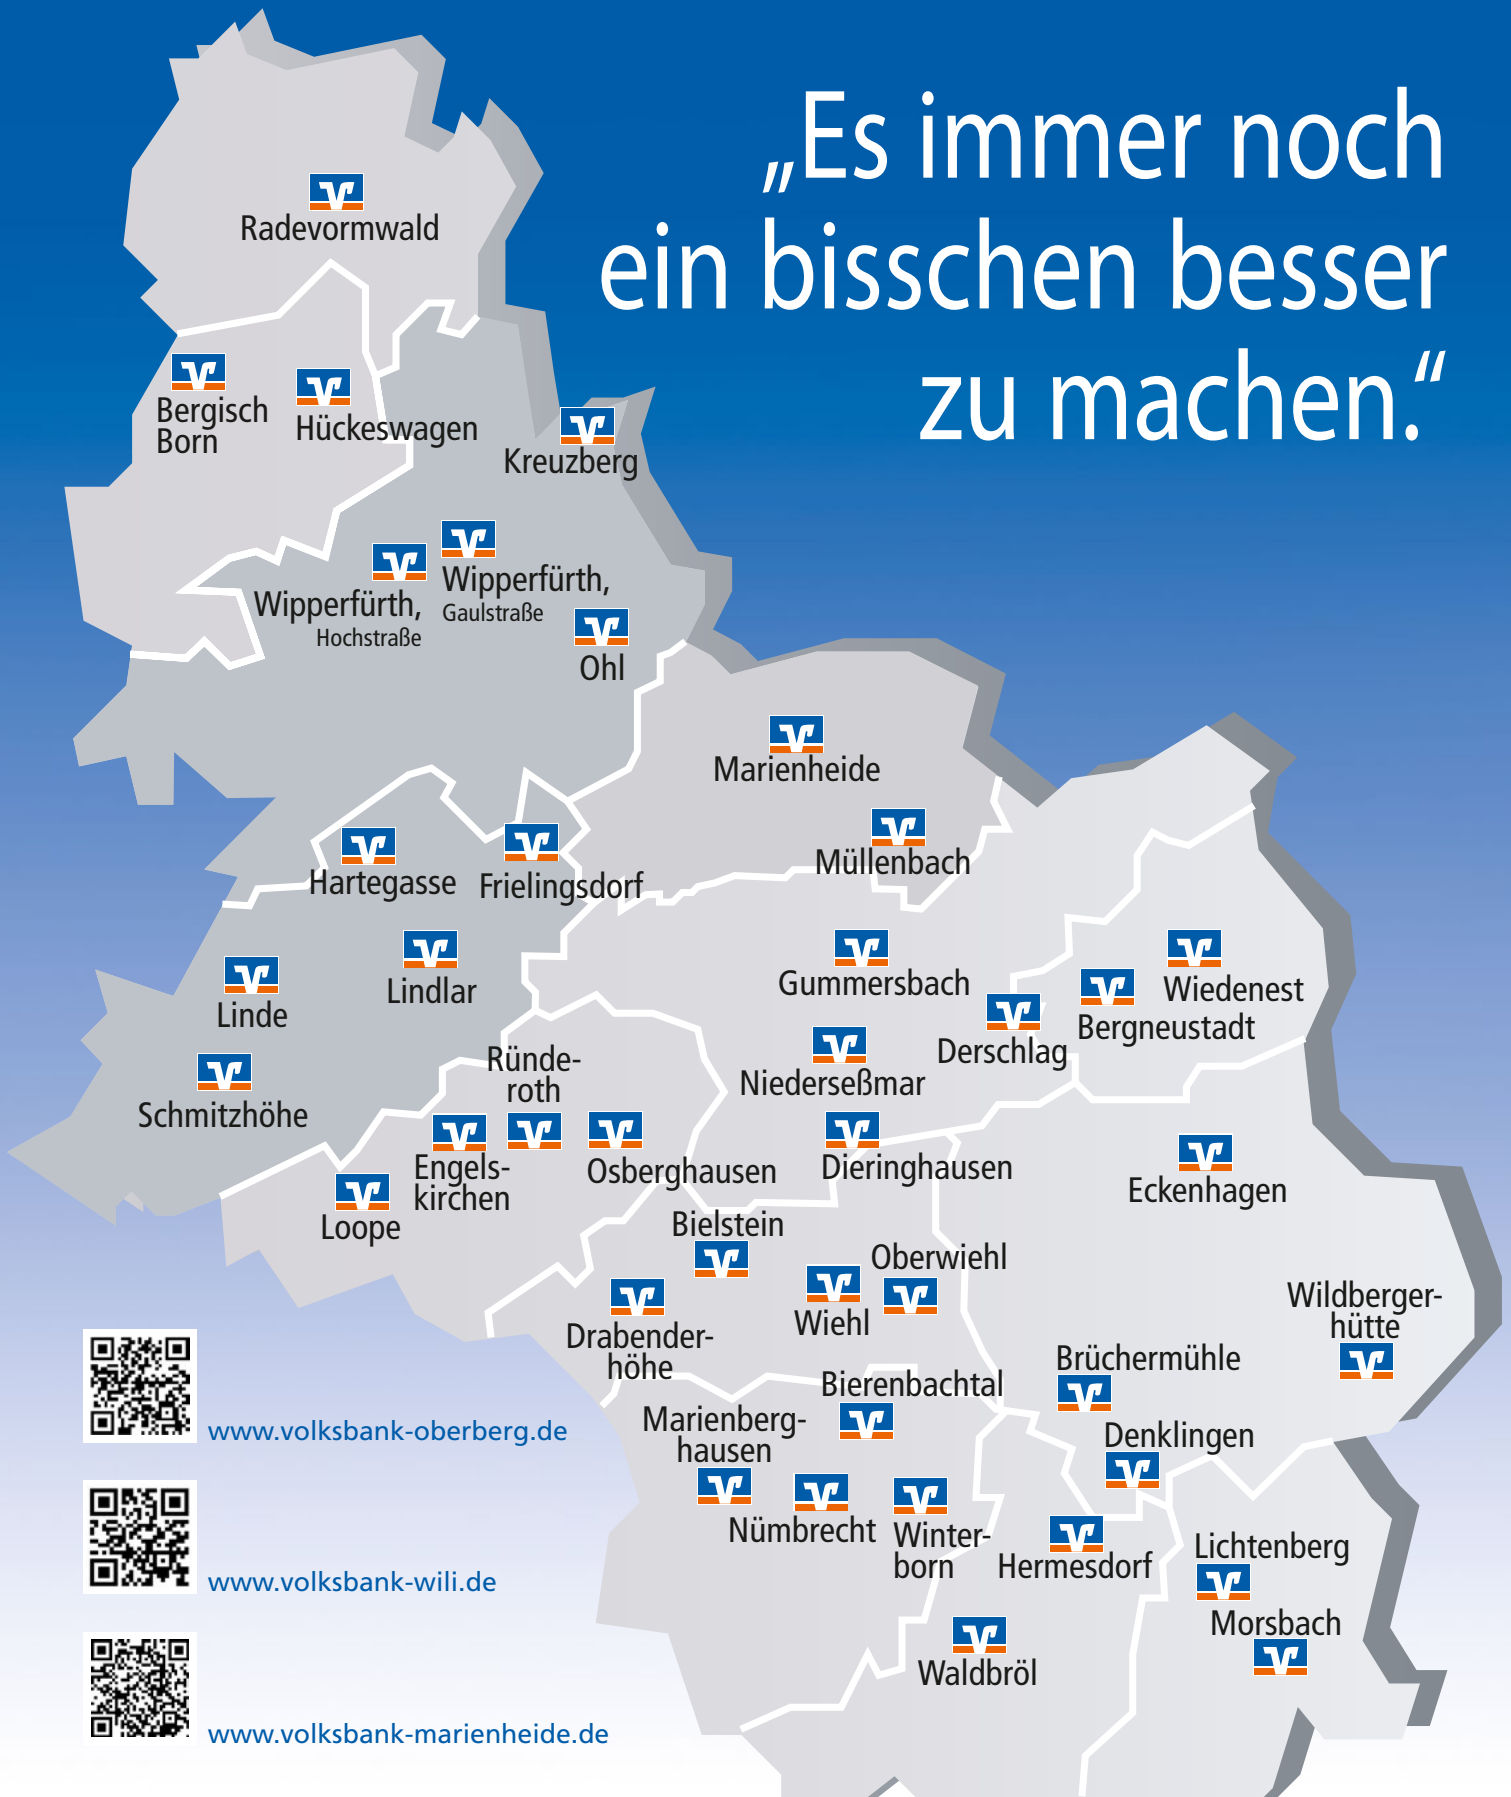 „Es immer noch
ein bisschen besser
zu machen.“
Radevormwald
Bergisch
Born
Hückeswagen
Kreuzberg
Wipperfürth,
Gaulstraße
Wipperfürth,
Hochstraße
Ohl
Marienheide
Müllenbach
Hartegasse
Frielingsdorf
Gummersbach
Wiedenest
Lindlar
Linde
Bergneustadt
Derschlag
Ründe-
roth
Niederseßmar
Schmitzhöhe
Engels-
kirchen
Osberghausen
Dieringhausen
Eckenhagen
Loope
Bielstein
Oberwiehl
Wiehl
Wildberger-
hütte
Drabender-
höhe
Brüchermühle
Bierenbachtal
Marienberg-
hausen
Denklingen
www.volksbank-oberberg.de
Nümbrecht
Winter-
born
Hermesdorf
Lichtenberg
www.volksbank-wili.de
Morsbach
Waldbröl
www.volksbank-marienheide.de